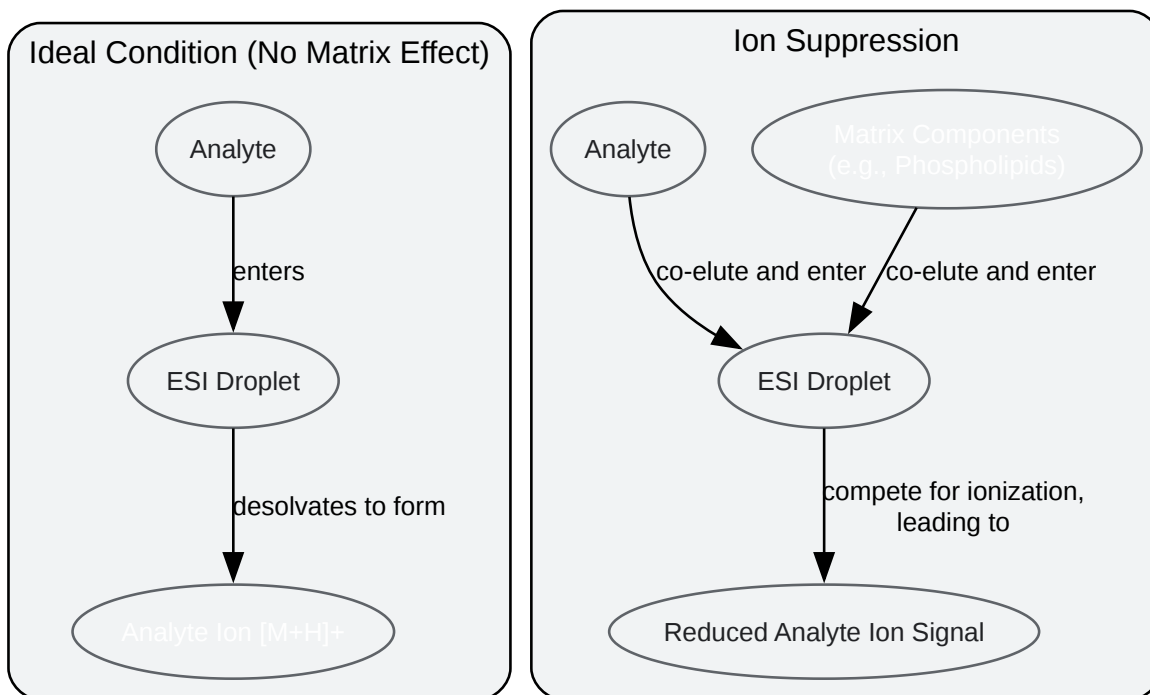 Ideal Condition (No Matrix Effect)
Analyte
enters
ESI Droplet
desolvates to form
Analyte Ion [M+H]+
Ion Suppression
Analyte
Matrix Components
(e.g., Phospholipids)
co-elute and enter
co-elute and enter
ESI Droplet
compete for ionization,
leading to
Reduced Analyte Ion Signal